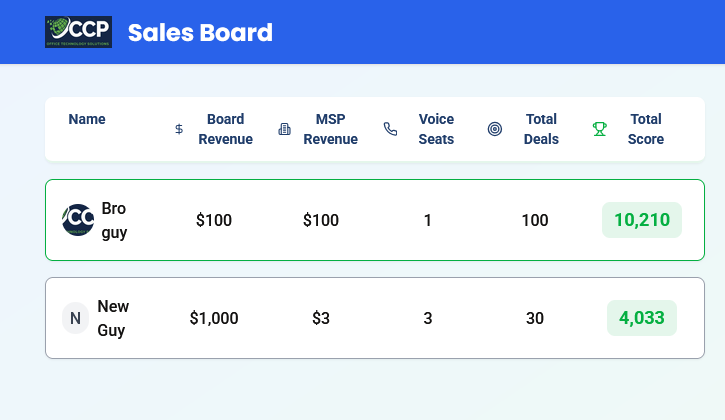 CCP
OFFICE TECHNOLOGY SOLUTIONS
Sales Board
Name
$ Board Revenue
MSP Revenue
Voice Seats
Total Deals
Total Score
CC
Bro guy
$100
$100
1
100
10,210
N
New Guy
$1,000
$3
3
30
4,033